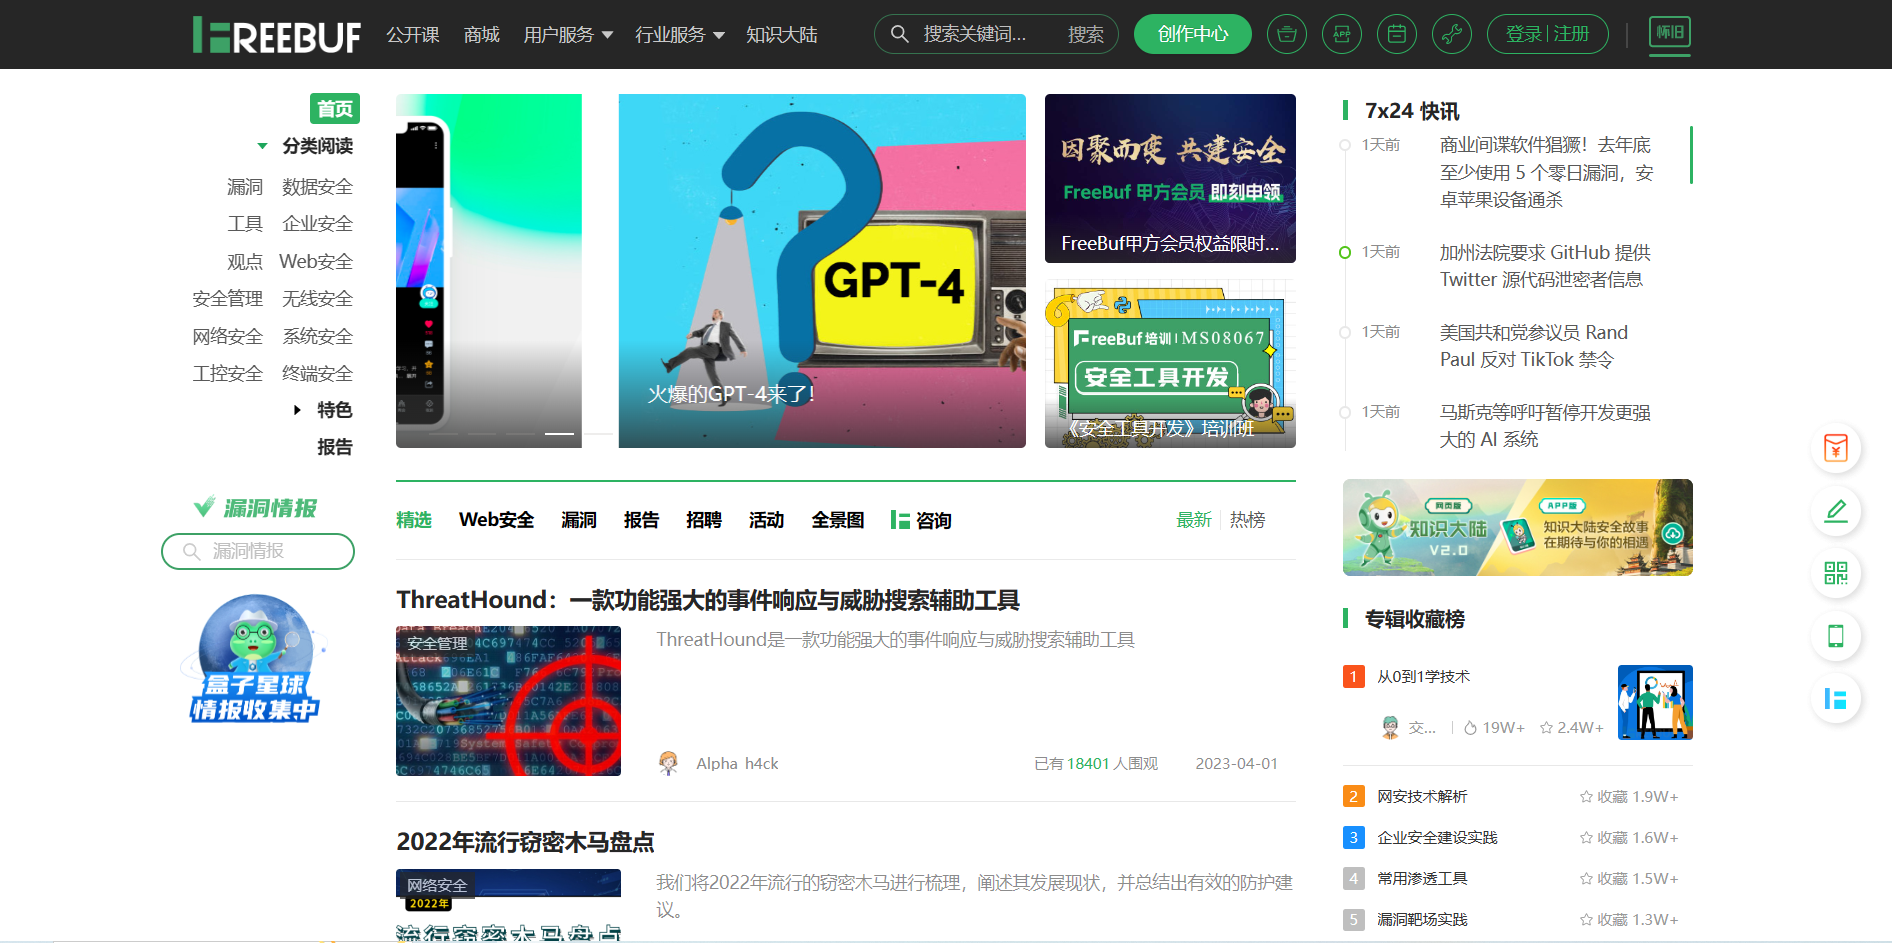 FREEBUF
公开课
商城
用户服务
行业服务
知识大陆
搜索关键词...
搜索
创作中心
APP
登录
注册
怀旧
首页
分类阅读
漏洞 数据安全
工具 企业安全
观点 Web安全
安全管理 无线安全
网络安全 系统安全
工控安全 终端安全
特色
报告
漏洞情报
漏洞情报
盒子星球
情报收集中
GPT-4
火爆的GPT-4来了！
因聚而变 共建安全
FreeBuf 甲方会员 即刻申领
FreeBuf甲方会员权益限时...
FreeBuf培训 | MS08067
安全工具开发
《安全工具开发》培训班
精选 Web安全 漏洞 报告 招聘 活动 全景图 咨询
最新 热榜
ThreatHound：一款功能强大的事件响应与威胁搜索辅助工具
安全管理
ThreatHound是一款功能强大的事件响应与威胁搜索辅助工具
Alpha_h4ck
已有 18401 人围观
2023-04-01
2022年流行窃密木马盘点
网络安全
2022年
流行窃密木马盘点
我们将2022年流行的窃密木马进行梳理，阐述其发展现状，并总结出有效的防护建
议。
7x24 快讯
1天前
商业间谍软件猖獗！去年底
至少使用 5 个零日漏洞，安
卓苹果设备通杀
1天前
加州法院要求 GitHub 提供
Twitter 源代码泄密者信息
1天前
美国共和党参议员 Rand
Paul 反对 TikTok 禁令
1天前
马斯克等呼吁暂停开发更强
大的 AI 系统
网页版
知识大陆
V2.0
APP版
知识大陆安全故事
在期待与你的相遇
专辑收藏榜
1 从0到1学技术
交... 19W+ 2.4W+
2 网安技术解析 收藏 1.9W+
3 企业安全建设实践 收藏 1.6W+
4 常用渗透工具 收藏 1.5W+
5 漏洞靶场实践 收藏 1.3W+